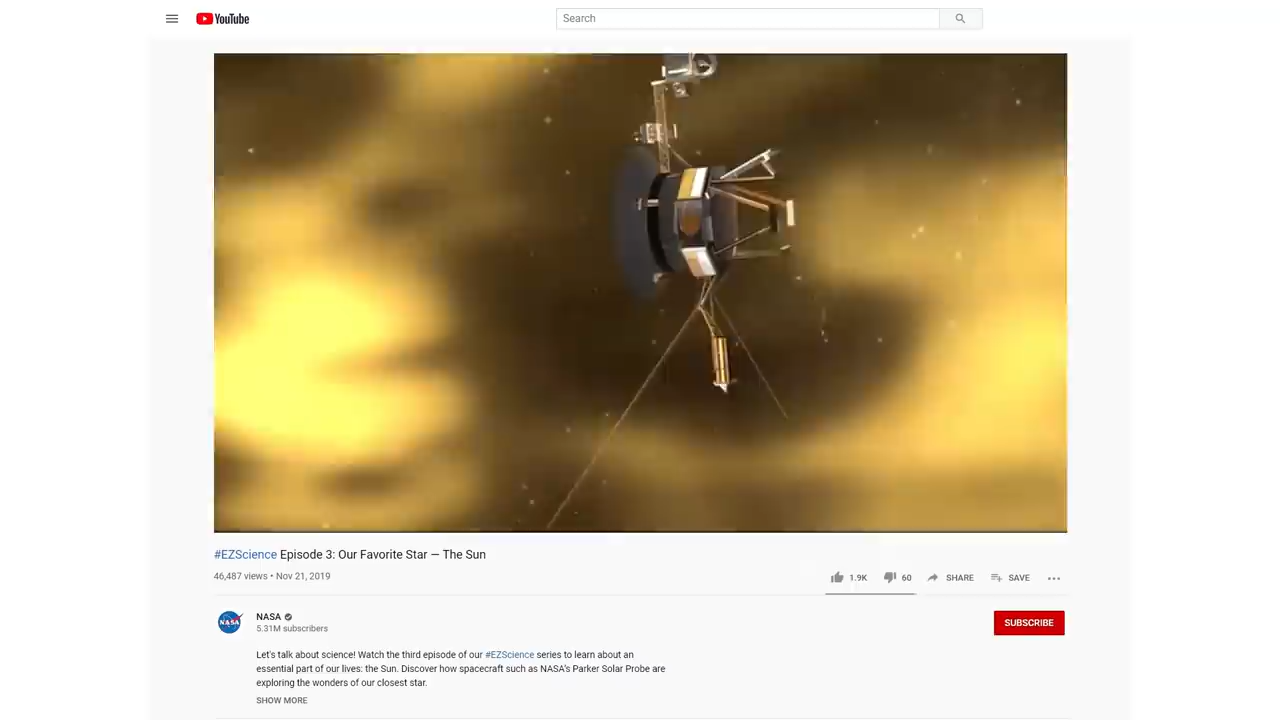 YouTube
Search
#EZScience Episode 3: Our Favorite Star — The Sun
46,487 views • Nov 21, 2019
1.9K
60
SHARE
SAVE
NASA
NASA
5.31M subscribers
SUBSCRIBE
Let's talk about science! Watch the third episode of our #EZScience series to learn about an
essential part of our lives: the Sun. Discover how spacecraft such as NASA's Parker Solar Probe are
exploring the wonders of our closest star.
SHOW MORE